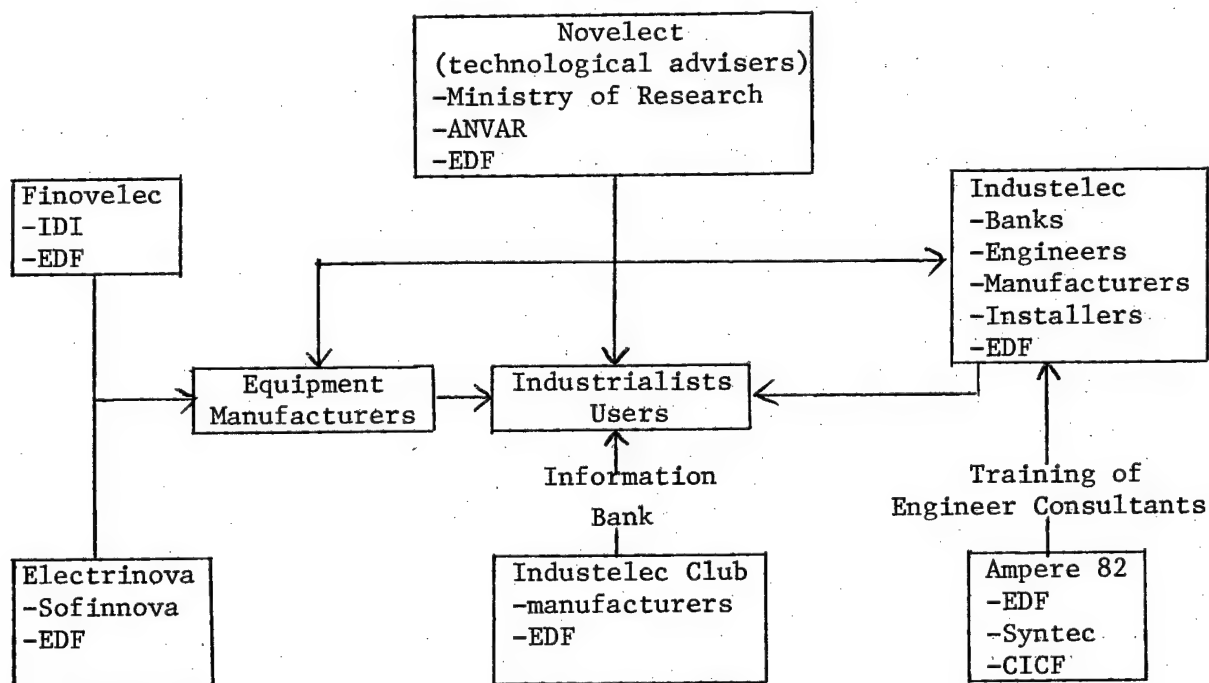 Novelect
(technological advisers)
-Ministry of Research
-ANVAR
-EDF
Finovelec
-IDI
-EDF
Industelec
-Banks
-Engineers
-Manufacturers
-Installers
-EDF
Equipment
Manufacturers
Industrialists
Users
Information
Bank
Training of
Engineer Consultants
Electrinova
-Sofinnova
-EDF
Industelec Club
-manufacturers
-EDF
Ampere 82
-EDF
-Syntec
-CICF